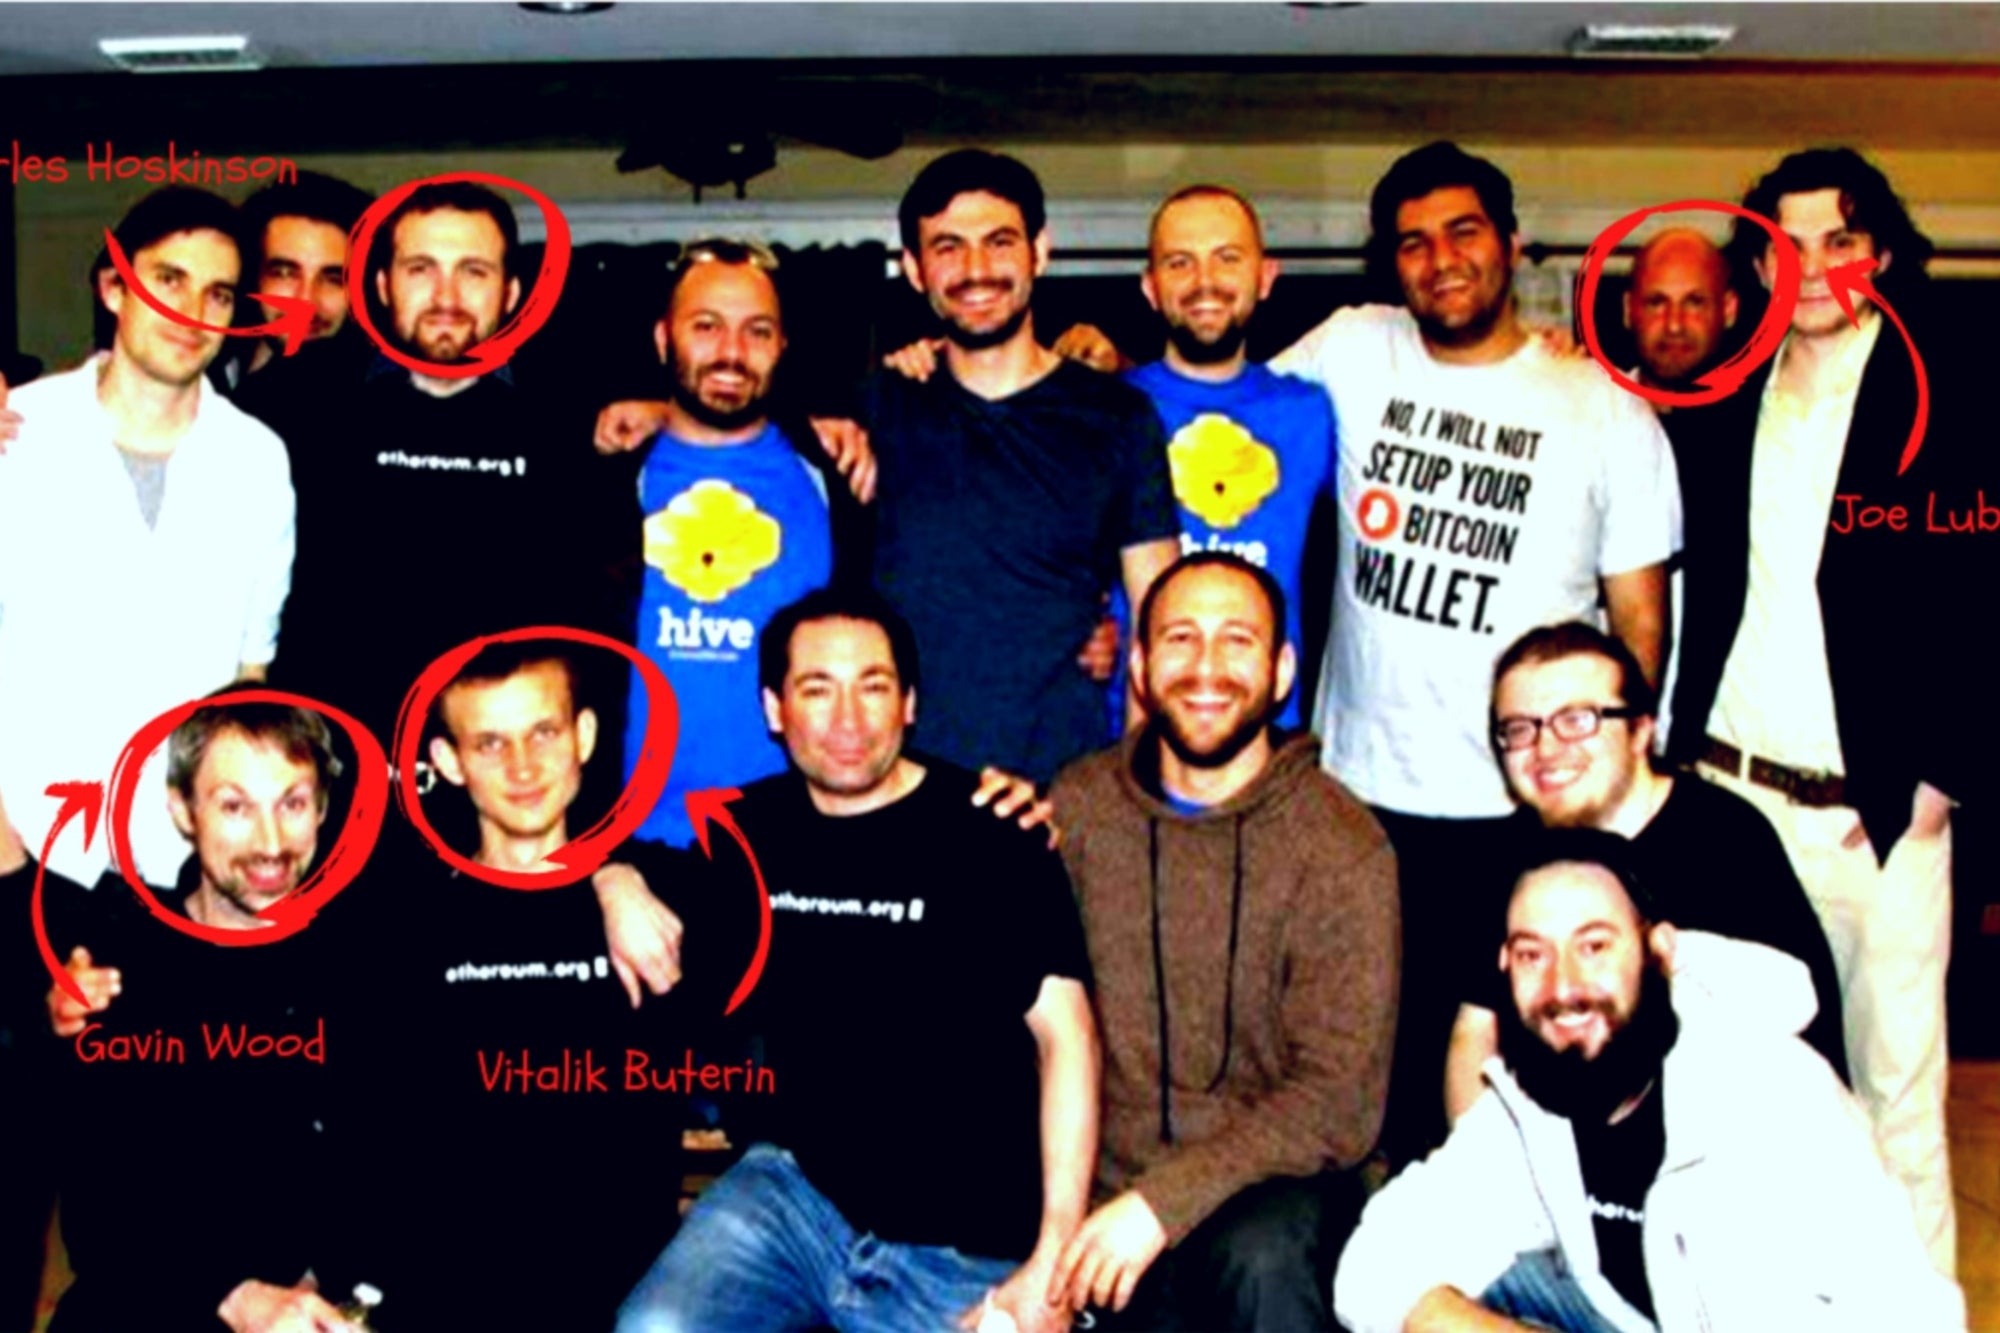 rles Hoskinson
Joe Lub
ethereum.org
NO, I WILL NOT
SETUP YOUR
BITCOIN
WALLET.
hive
hive
ethereum.org
ethereum.org
Gavin Wood
Vitalik Buterin